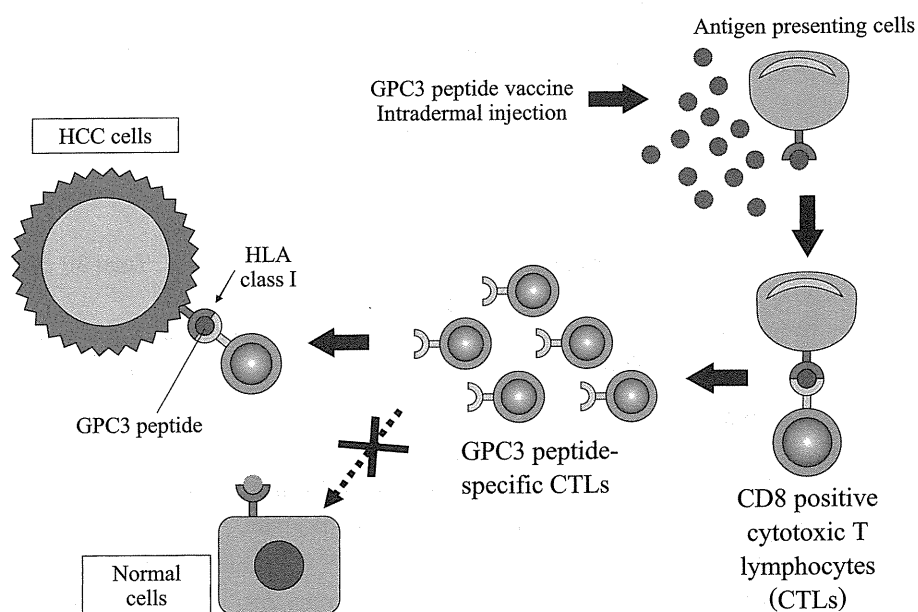 Antigen presenting cells
GPC3 peptide vaccine
Intradermal injection
HCC cells
HLA
class I
GPC3 peptide
GPC3 peptide-
specific CTLs
CD8 positive
cytotoxic T
lymphocytes
(CTLs)
Normal
cells